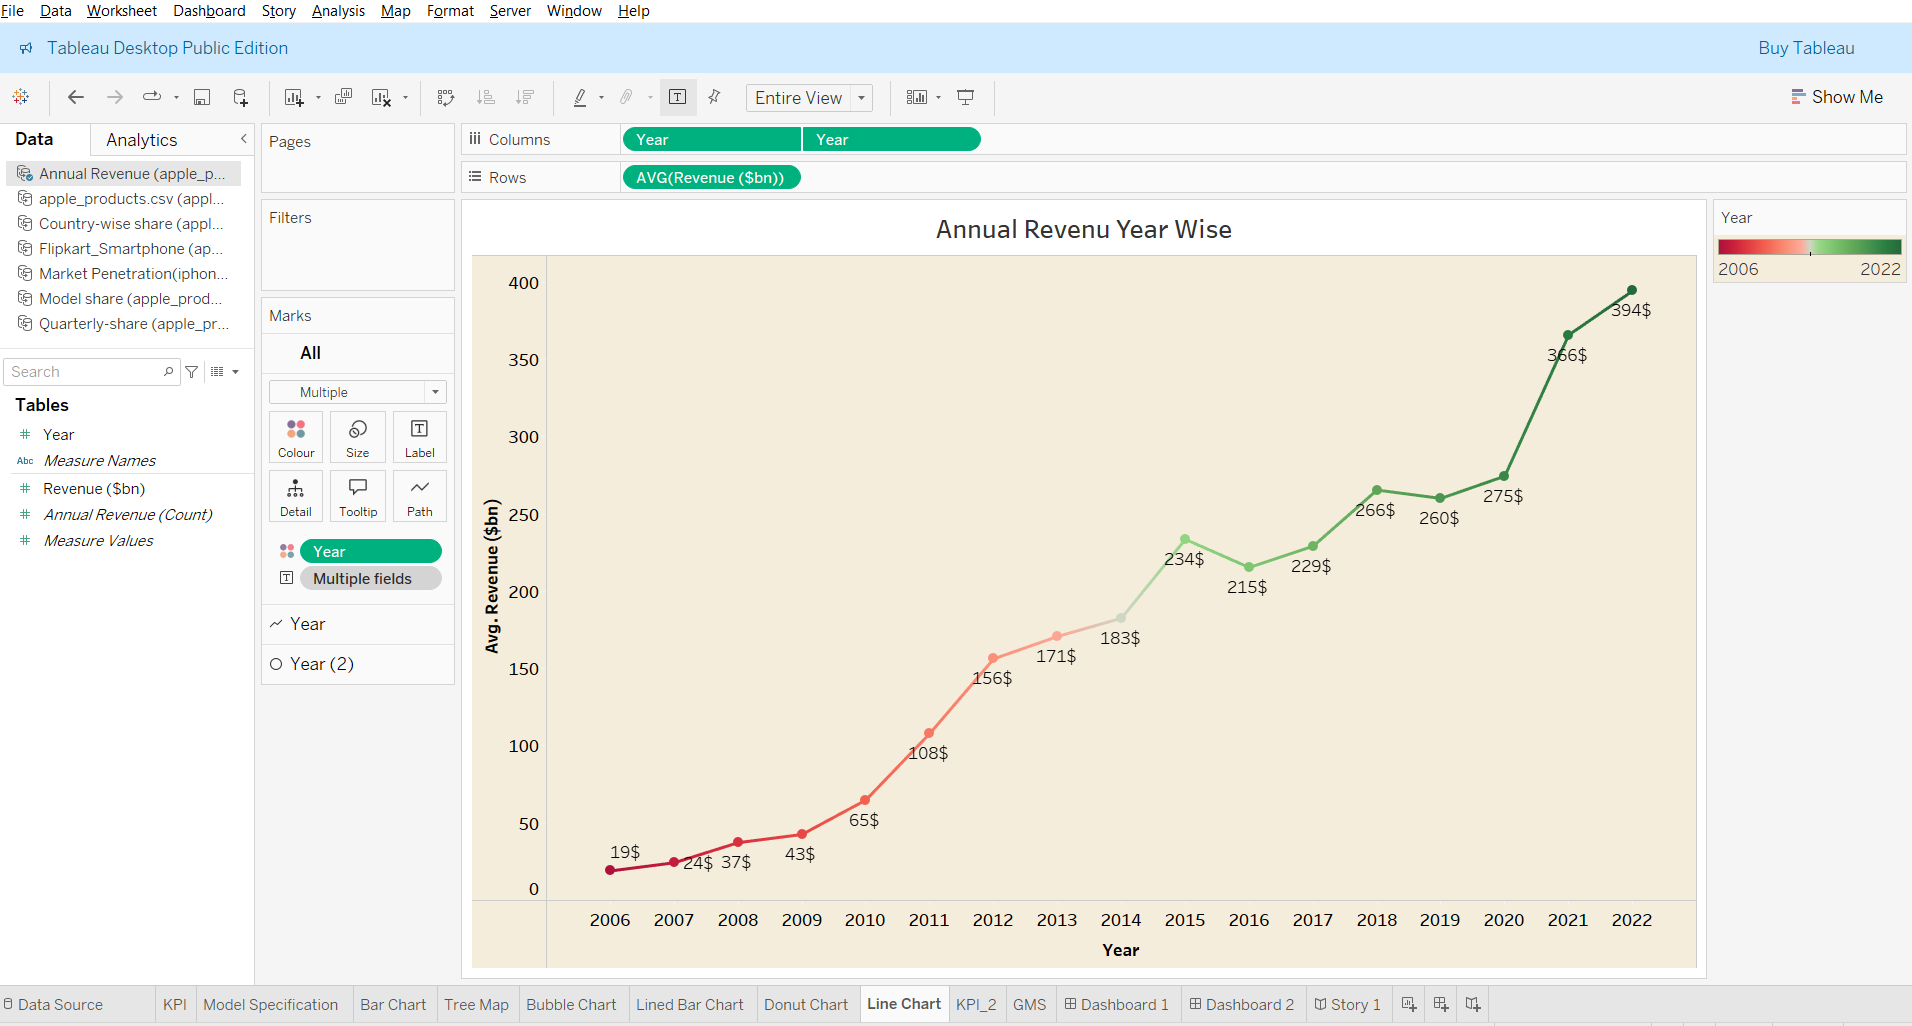 File Data Worksheet Dashboard Story Analysis Map Format Server Window Help
Tableau Desktop Public Edition Buy Tableau
Entire View Show Me
Data Analytics
Annual Revenue (apple_p...
apple_products.csv (appl...
Country-wise share (appl...
Flipkart_Smartphone (ap...
Market Penetration(iphon...
Model share (apple_prod...
Quarterly-share (apple_pr...
Search
Tables
# Year
Abc Measure Names
# Revenue ($bn)
# Annual Revenue (Count)
# Measure Values
Pages
Filters
Marks
All
Multiple
Colour Size T Label
Detail Tooltip Path
Year
T Multiple fields
Year
Year (2)
Columns Year Year
Rows AVG(Revenue ($bn))
Annual Revenu Year Wise
Avg. Revenue ($bn)
400
350
300
250
200
150
100
50
0
19$ 24$ 37$ 43$ 65$ 108$ 156$ 171$ 183$ 234$ 215$ 229$ 266$ 260$ 275$ 366$ 394$
2006 2007 2008 2009 2010 2011 2012 2013 2014 2015 2016 2017 2018 2019 2020 2021 2022
Year
Year
2006 2022
Data Source KPI Model Specification Bar Chart Tree Map Bubble Chart Lined Bar Chart Donut Chart Line Chart KPI_2 GMS Dashboard 1 Dashboard 2 Story 1